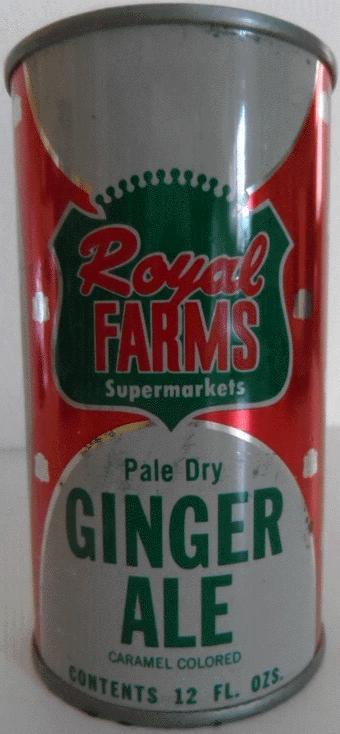 Royal
FARMS
Supermarkets
Pale Dry
GINGER
ALE
CARAMEL COLORED
CONTENTS 12 FL. OZS.